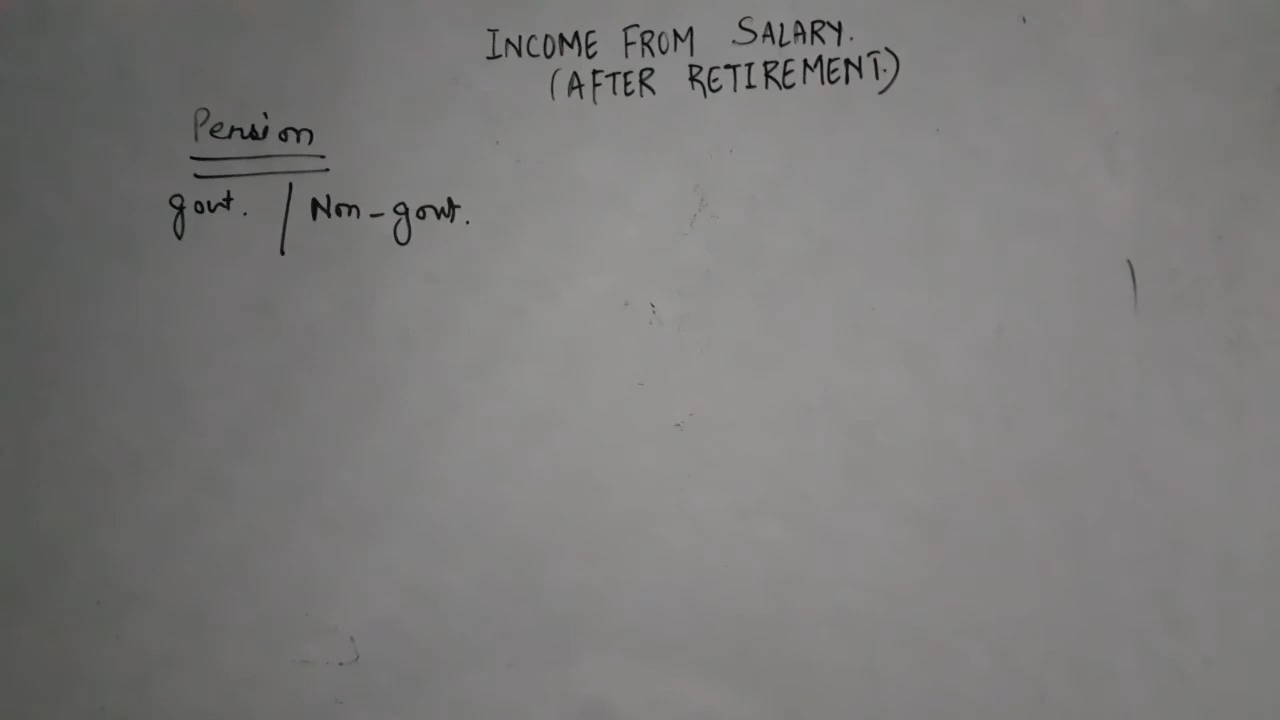 INCOME FROM SALARY.
(AFTER RETIREMENT.)
Pension
govt. / Non-govt.